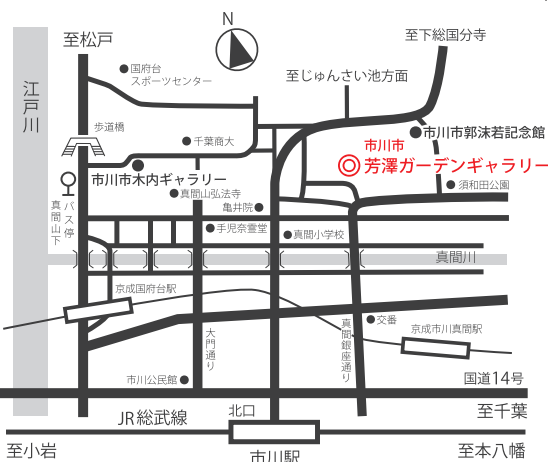 N
至松戸
至下総国分寺
国府台
スポーツセンター
至じゅんさい池方面
江戸川
歩道橋
千葉商大
市川市郭沫若記念館
市川市
芳澤ガーデンギャラリー
市川市木内ギャラリー
須和田公園
真間山弘法寺
亀井院
バス停
真間山下
手児奈霊堂
真間小学校
真間川
京成国府台駅
大門通り
真間銀座通り
交番
京成市川真間駅
市川公民館
国道14号
JR総武線
北口
至千葉
至小岩
市川駅
至本八幡